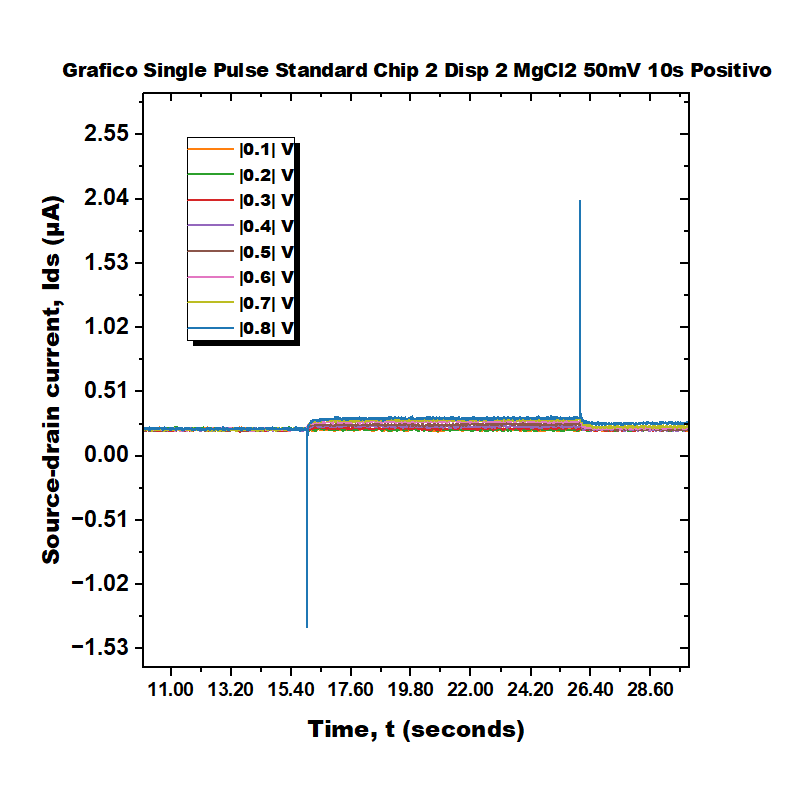 Grafico Single Pulse Standard Chip 2 Disp 2 MgCl2 50mV 10s Positivo
2.55
2.04
1.53
1.02
0.51
0.00
−0.51
−1.02
−1.53
Source-drain current, Ids (µA)
|0.1| V
|0.2| V
|0.3| V
|0.4| V
|0.5| V
|0.6| V
|0.7| V
|0.8| V
11.00 13.20 15.40 17.60 19.80 22.00 24.20 26.40 28.60
Time, t (seconds)